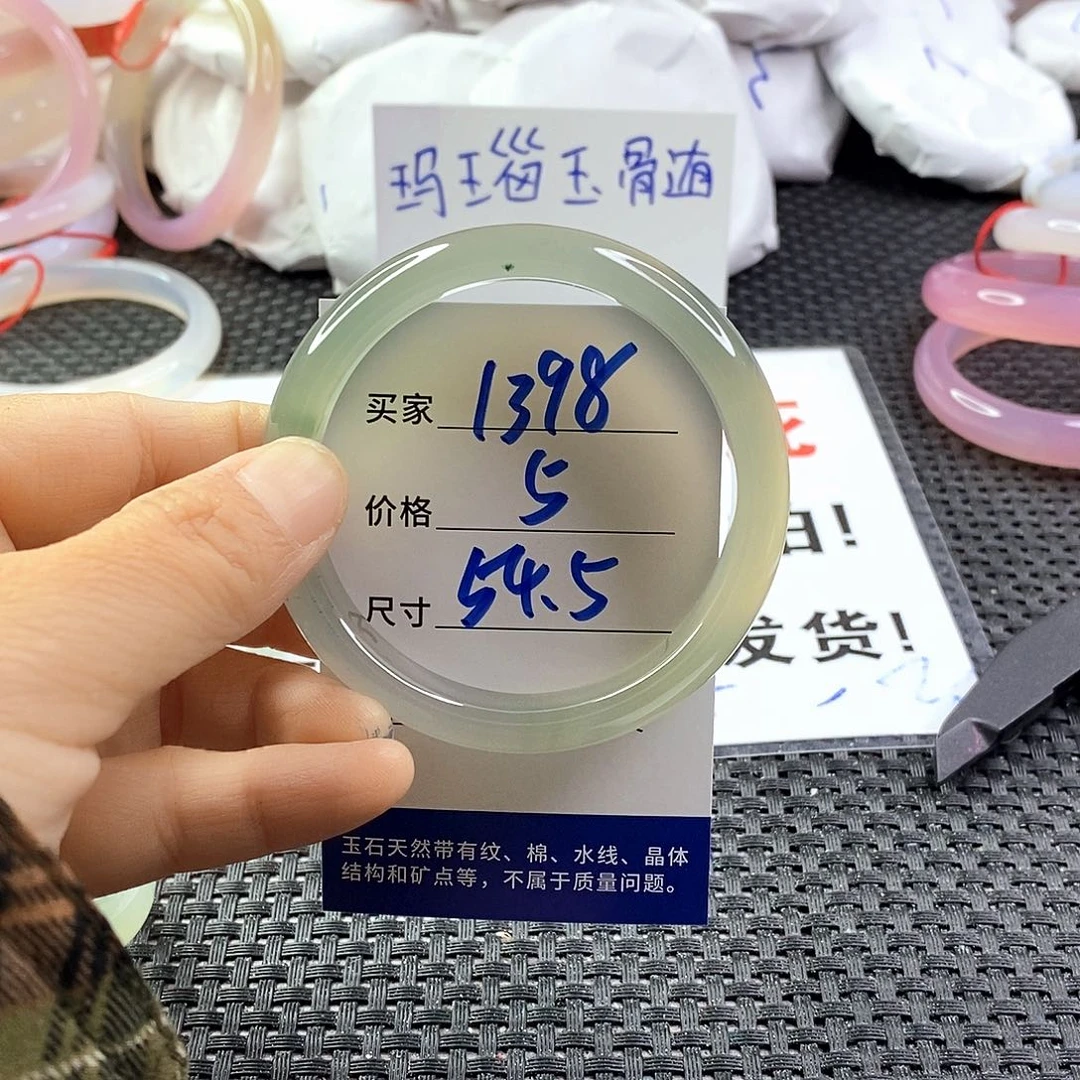 玛瑙玉骨髓
买家 1398
价格 5
尺寸 54.5
玉石天然带有纹、棉、水线、晶体
结构和矿点等，不属于质量问题。
发货!